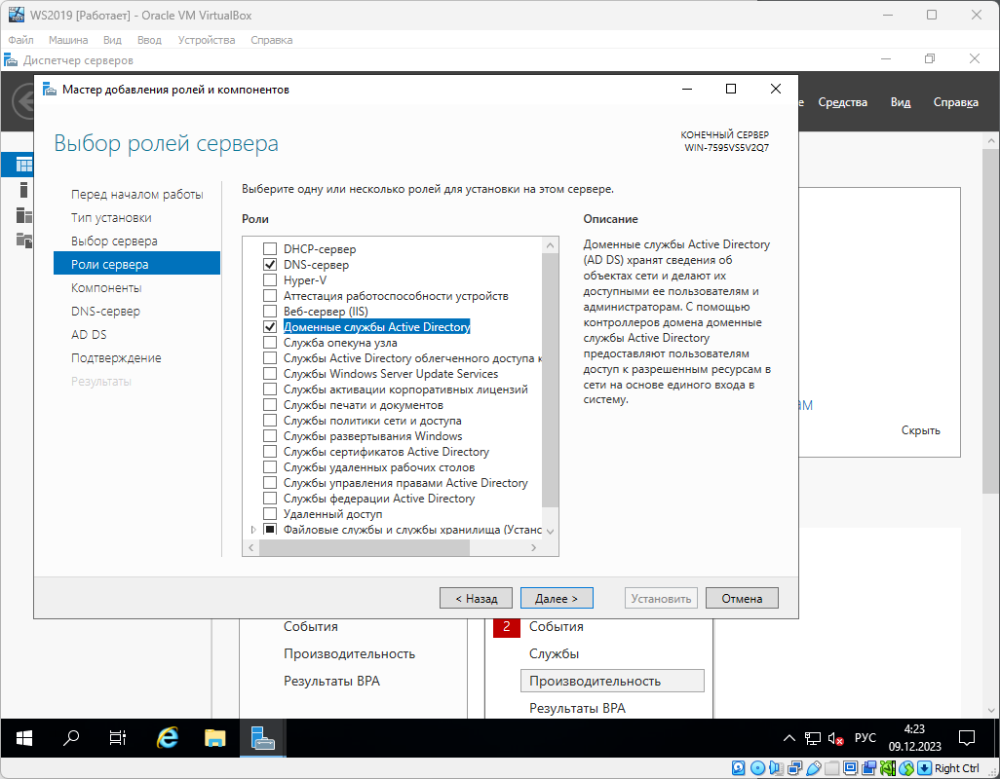 WS2019 [Работает] - Oracle VM VirtualBox
Файл Машина Вид Ввод Устройства Справка
Диспетчер серверов
Средства Вид Справка
Мастер добавления ролей и компонентов
Выбор ролей сервера
КОНЕЧНЫЙ СЕРВЕР
WIN-7595VS5V2Q7
Перед началом работы
Тип установки
Выбор сервера
Роли сервера
Компоненты
DNS-сервер
AD DS
Подтверждение
Результаты
Выберите одну или несколько ролей для установки на этом сервере.
Роли
DHCP-сервер
DNS-сервер
Hyper-V
Аттестация работоспособности устройств
Веб-сервер (IIS)
Доменные службы Active Directory
Служба опекуна узла
Службы Active Directory облегченного доступа к
Службы Windows Server Update Services
Службы активации корпоративных лицензий
Службы печати и документов
Службы политики сети и доступа
Службы развертывания Windows
Службы сертификатов Active Directory
Службы удаленных рабочих столов
Службы управления правами Active Directory
Службы федерации Active Directory
Удаленный доступ
Файловые службы и службы хранилища (Устано
Описание
Доменные службы Active Directory
(AD DS) хранят сведения об
объектах сети и делают их
доступными ее пользователям и
администраторам. С помощью
контроллеров домена доменные
службы Active Directory
предоставляют пользователям
доступ к разрешенным ресурсам в
сети на основе единого входа в
систему.
Скрыть
< Назад
Далее >
Установить
Отмена
События
Производительность
Результаты BPA
2 События
Службы
Производительность
Результаты BPA
РУС
4:23
09.12.2023
Right Ctrl